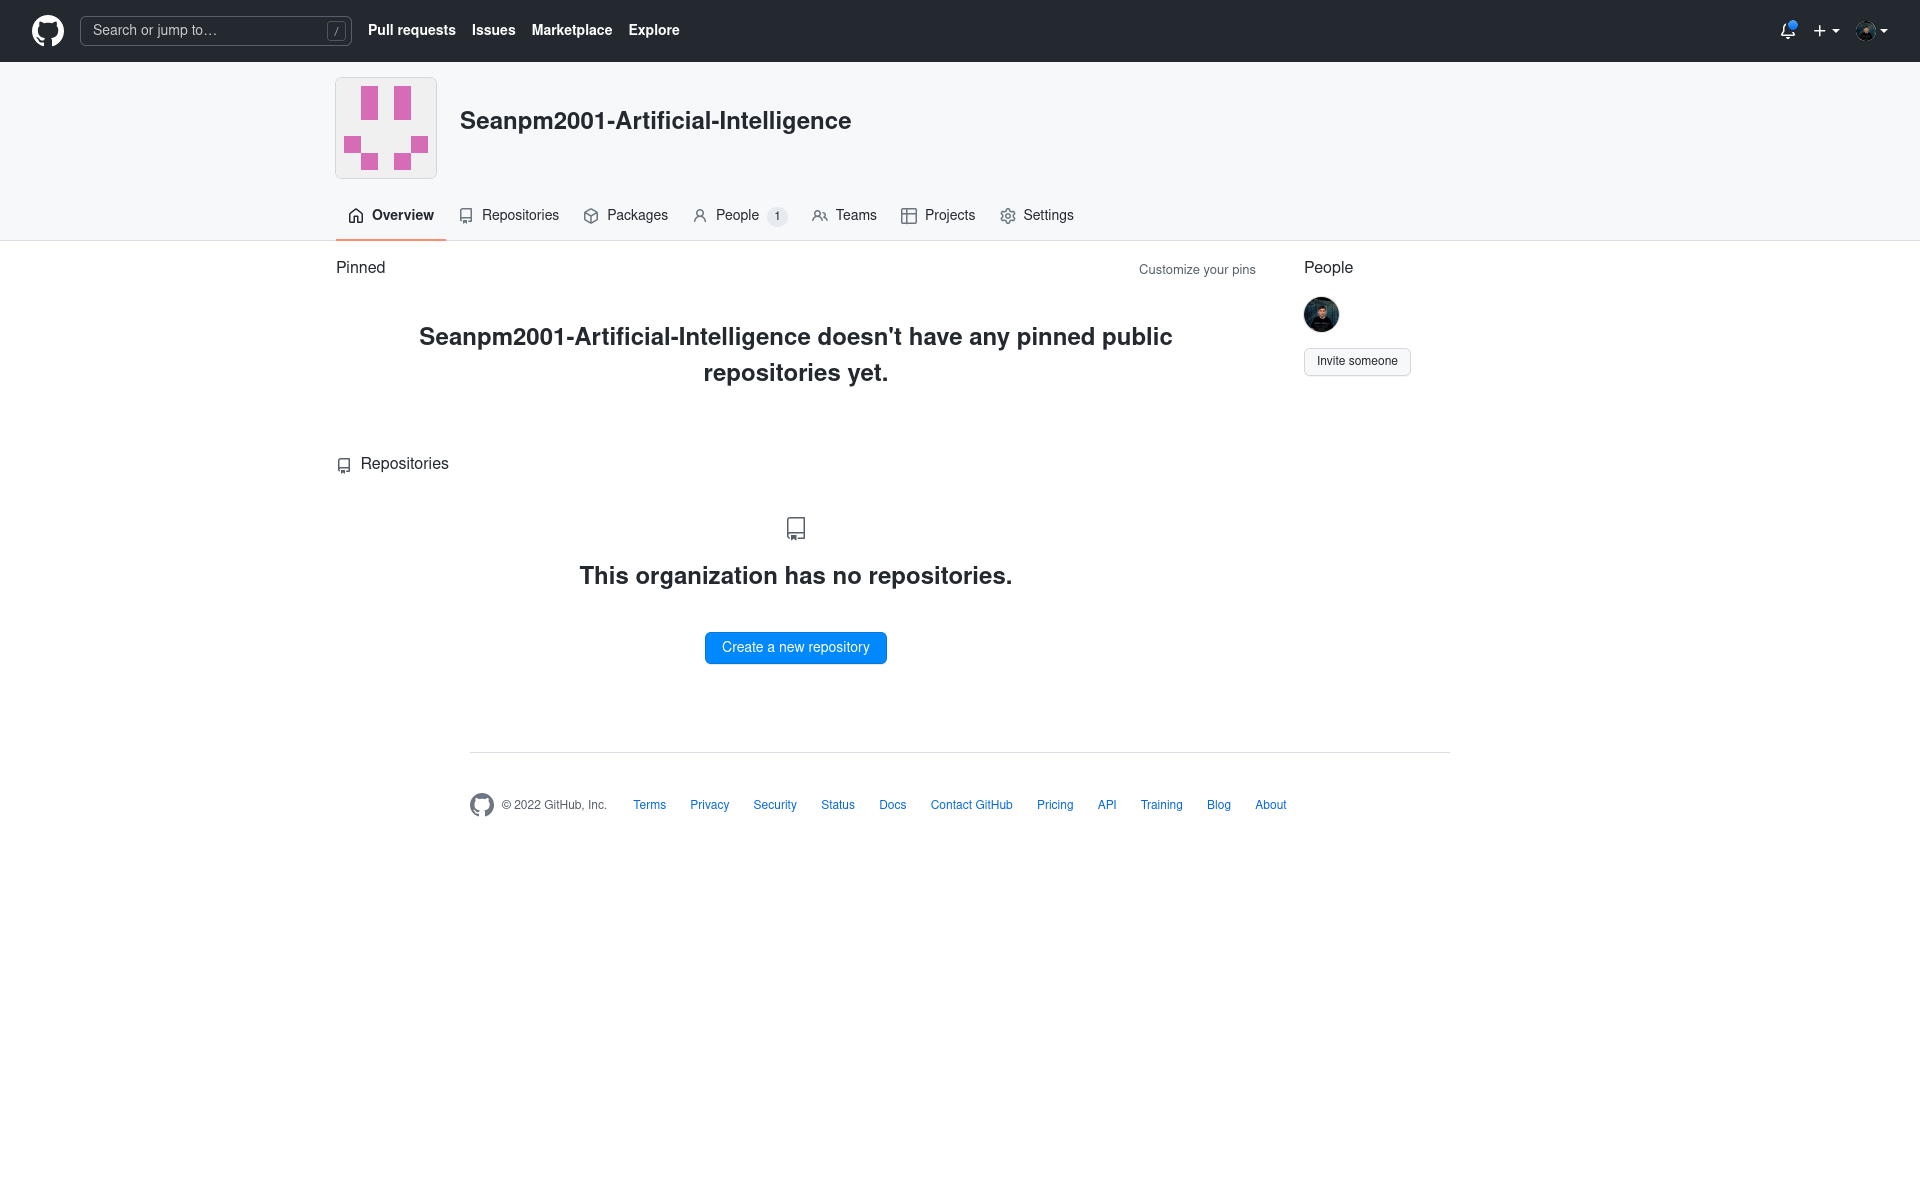 Search or jump to… /
Pull requests Issues Marketplace Explore
Seanpm2001-Artificial-Intelligence
Overview Repositories Packages People 1 Teams Projects Settings
Pinned
Customize your pins
Seanpm2001-Artificial-Intelligence doesn't have any pinned public
repositories yet.
Repositories
This organization has no repositories.
Create a new repository
People
Invite someone
© 2022 GitHub, Inc. Terms Privacy Security Status Docs Contact GitHub Pricing API Training Blog About